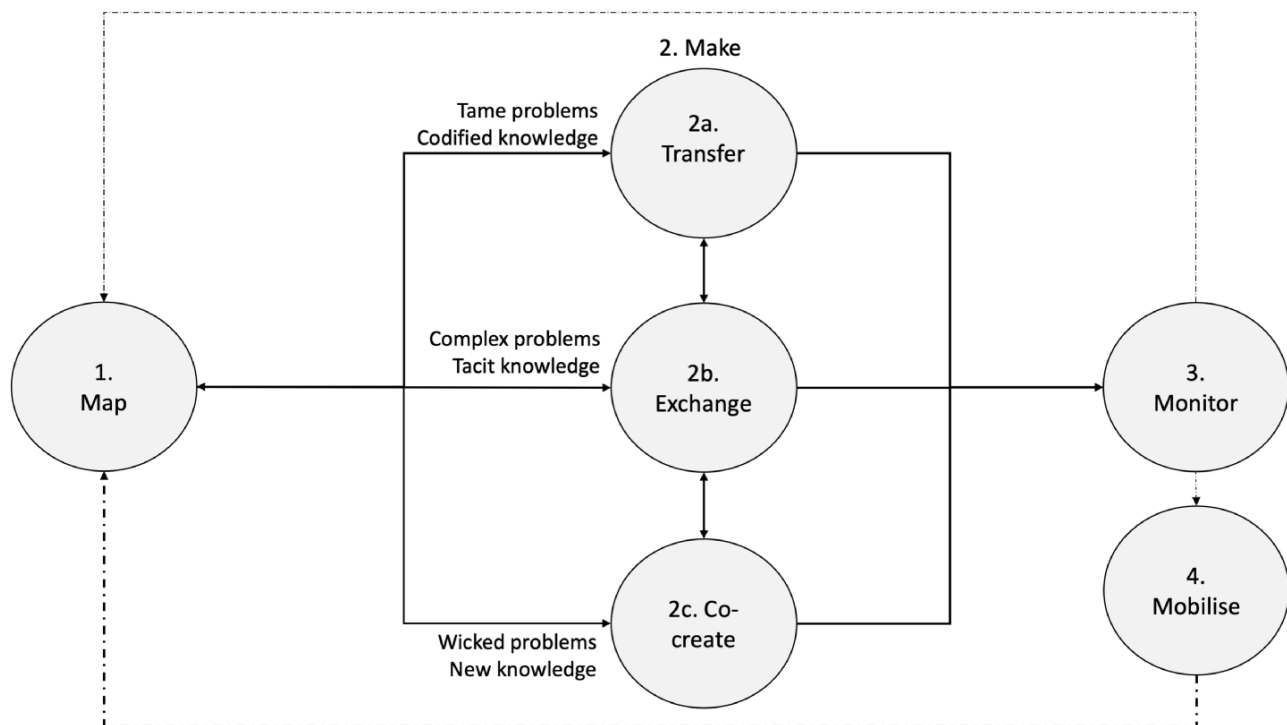 2. Make
Tame problems
Codified knowledge
2a.
Transfer
1.
Map
Complex problems
Tacit knowledge
2b.
Exchange
3.
Monitor
Wicked problems
New knowledge
2c. Co-
create
4.
Mobilise